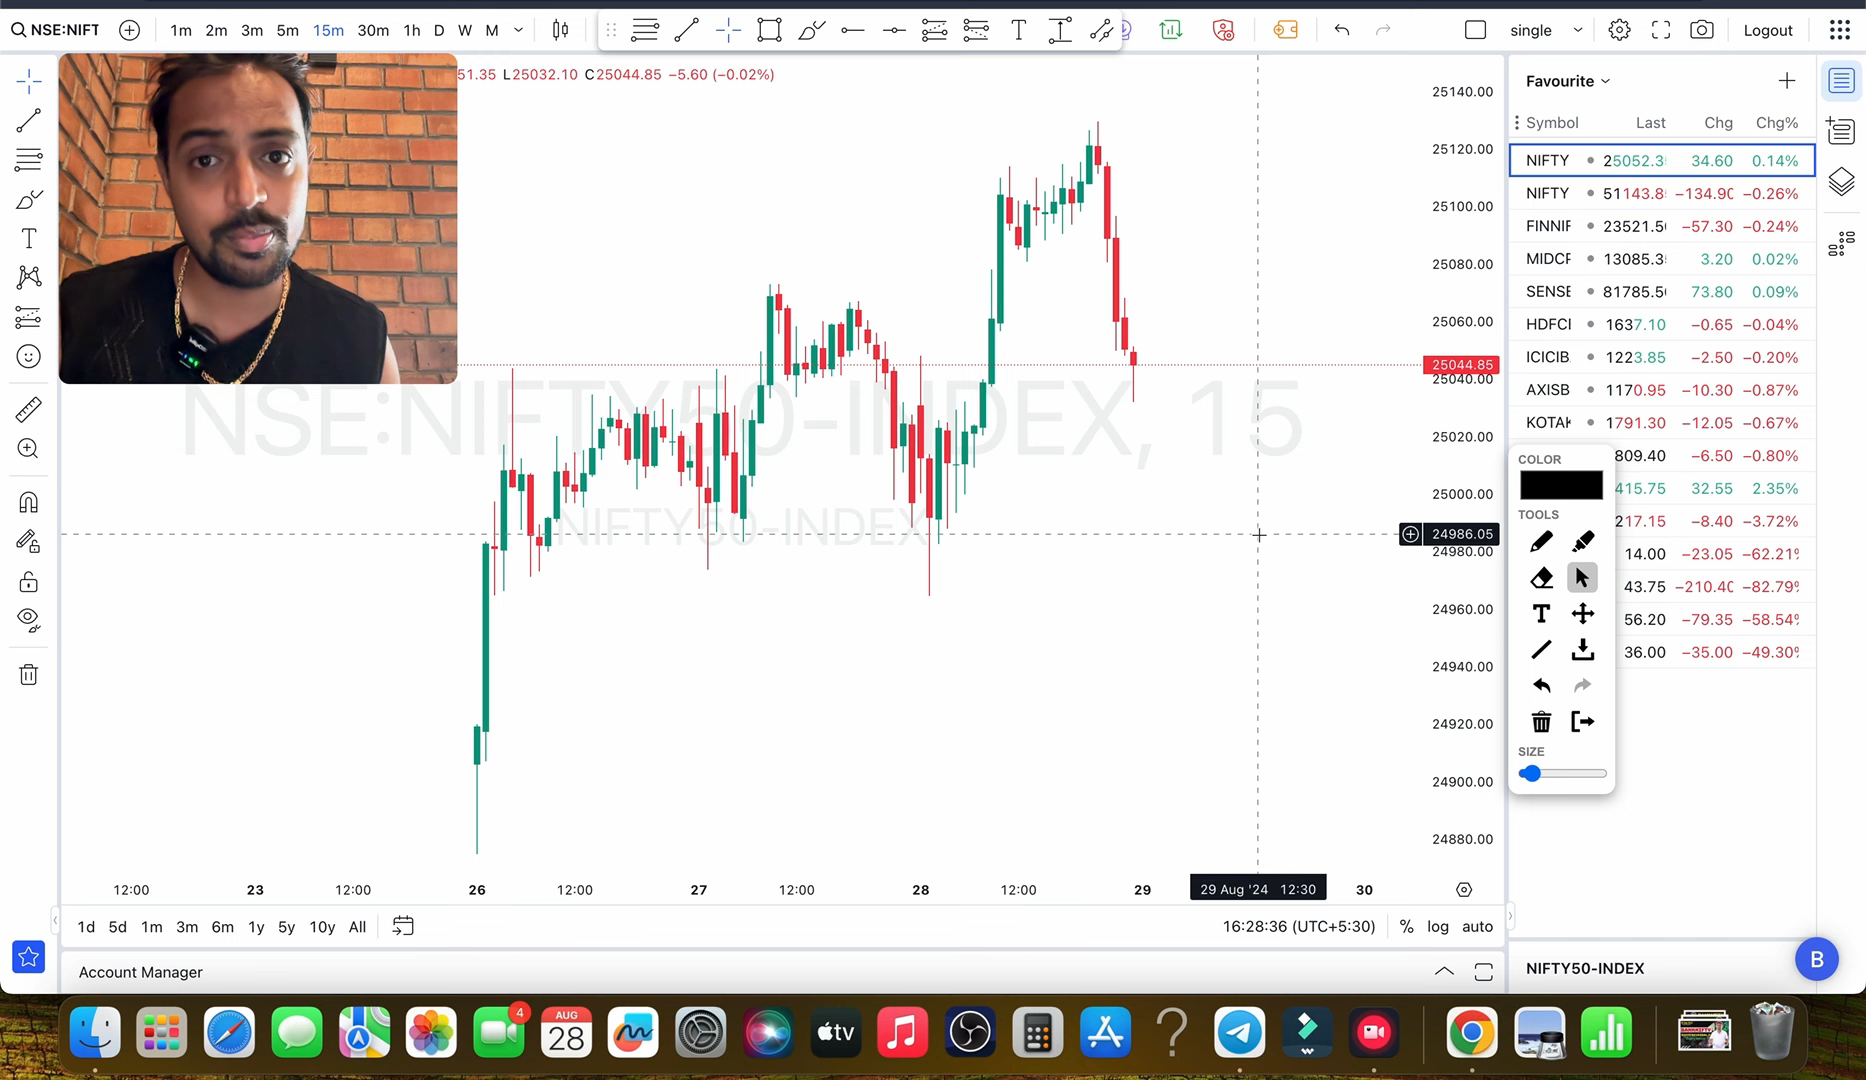 NSE:NIFT
1m 2m 3m 5m 15m 30m 1h D W M
single
Logout
51.35 L25032.10 C25044.85 −5.60 (−0.02%)
NSE:NIFTY50-INDEX, 15
NIFTY50-INDEX
25140.00
25120.00
25100.00
25080.00
25060.00
25044.85
25040.00
25020.00
25000.00
24986.05
24980.00
24960.00
24940.00
24920.00
24900.00
24880.00
12:00 23 12:00 26 12:00 27 12:00 28 12:00 29 29 Aug '24 12:30 30
1d 5d 1m 3m 6m 1y 5y 10y All
16:28:36 (UTC+5:30) % log auto
Account Manager
Favourite
Symbol Last Chg Chg%
NIFTY 25052.3 34.60 0.14%
NIFTY 51143.8 −134.90 −0.26%
FINNIF 23521.5 −57.30 −0.24%
MIDCF 13085.3 3.20 0.02%
SENSE 81785.5 73.80 0.09%
HDFCI 1637.10 −0.65 −0.04%
ICICIB 1223.85 −2.50 −0.20%
AXISB 1170.95 −10.30 −0.87%
KOTAK 1791.30 −12.05 −0.67%
809.40 −6.50 −0.80%
415.75 32.55 2.35%
217.15 −8.40 −3.72%
14.00 −23.05 −62.21%
43.75 −210.40 −82.79%
56.20 −79.35 −58.54%
36.00 −35.00 −49.30%
COLOR
TOOLS
T
SIZE
NIFTY50-INDEX
B
4
AUG
28
tv